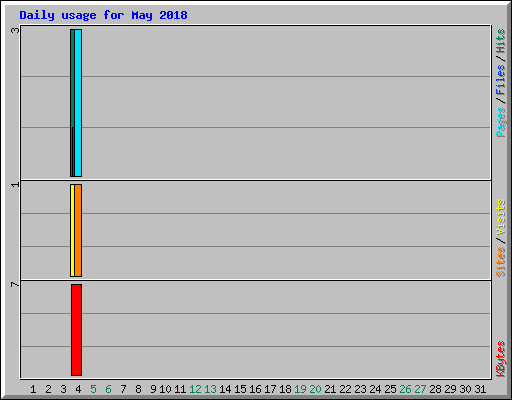 Daily usage for May 2018
3
1
7
Pages / Files / Hits
Sites / Visits
KBytes
1 2 3 4 5 6 7 8 9 10 11 12 13 14 15 16 17 18 19 20 21 22 23 24 25 26 27 28 29 30 31